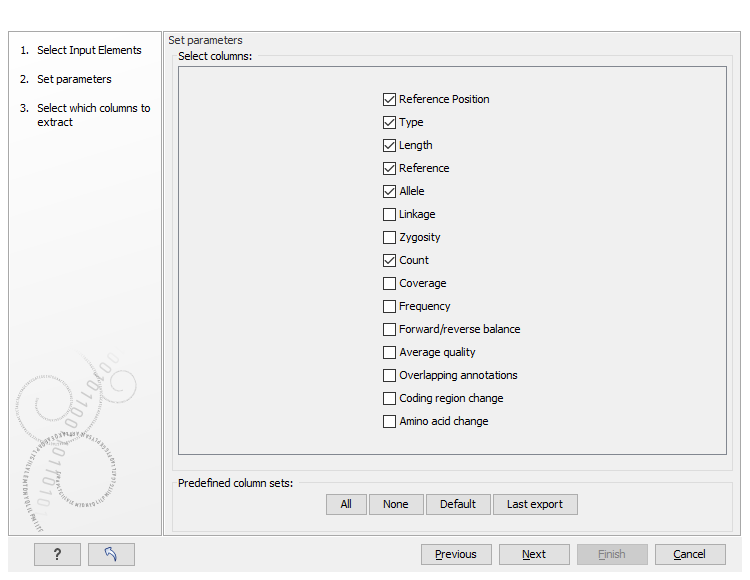 1. Select Input Elements
2. Set parameters
3. Select which columns to
extract
Set parameters
Select columns:
Reference Position
Type
Length
Reference
Allele
Linkage
Zygosity
Count
Coverage
Frequency
Forward/reverse balance
Average quality
Overlapping annotations
Coding region change
Amino acid change
Predefined column sets:
All None Default Last export
? Previous Next Finish Cancel